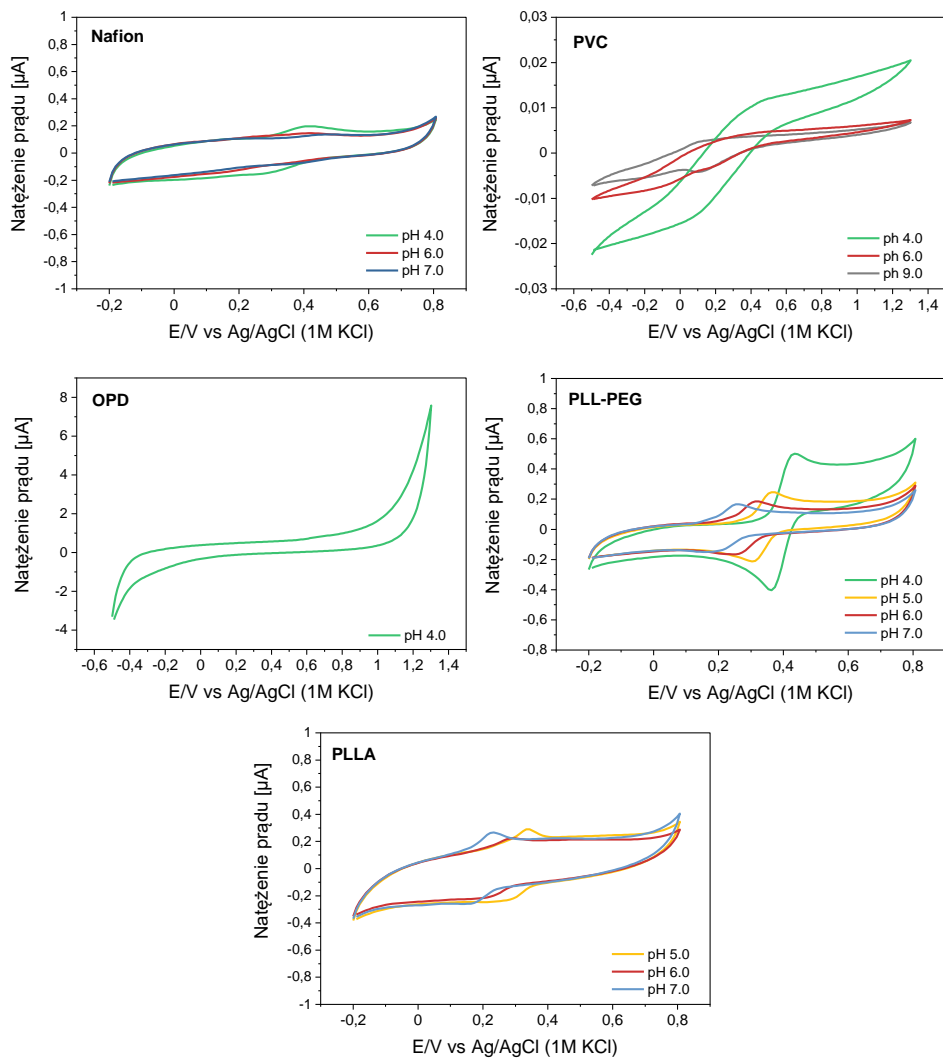 Nafion
1
0,8
0,6
0,4
0,2
0
-0,2
-0,4
-0,6
-0,8
-1
Natężenie prądu [µA]
pH 4.0
pH 6.0
pH 7.0
-0,2 0 0,2 0,4 0,6 0,8
E/V vs Ag/AgCl (1M KCl)
PVC
0,03
0,02
0,01
0
-0,01
-0,02
-0,03
Natężenie prądu [µA]
ph 4.0
ph 6.0
ph 9.0
-0,6 -0,4 -0,2 0 0,2 0,4 0,6 0,8 1 1,2 1,4
E/V vs Ag/AgCl (1M KCl)
OPD
8
6
4
2
0
-2
-4
Natężenie prądu [µA]
pH 4.0
-0,6 -0,4 -0,2 0 0,2 0,4 0,6 0,8 1 1,2 1,4
E/V vs Ag/AgCl (1M KCl)
PLL-PEG
1
0,8
0,6
0,4
0,2
0
-0,2
-0,4
-0,6
-0,8
Natężenie prądu [µA]
pH 4.0
pH 5.0
pH 6.0
pH 7.0
-0,2 0 0,2 0,4 0,6 0,8
E/V vs Ag/AgCl (1M KCl)
PLLA
1
0,8
0,6
0,4
0,2
0
-0,2
-0,4
-0,6
-0,8
-1
Natężenie prądu [µA]
pH 5.0
pH 6.0
pH 7.0
-0,2 0 0,2 0,4 0,6 0,8
E/V vs Ag/AgCl (1M KCl)